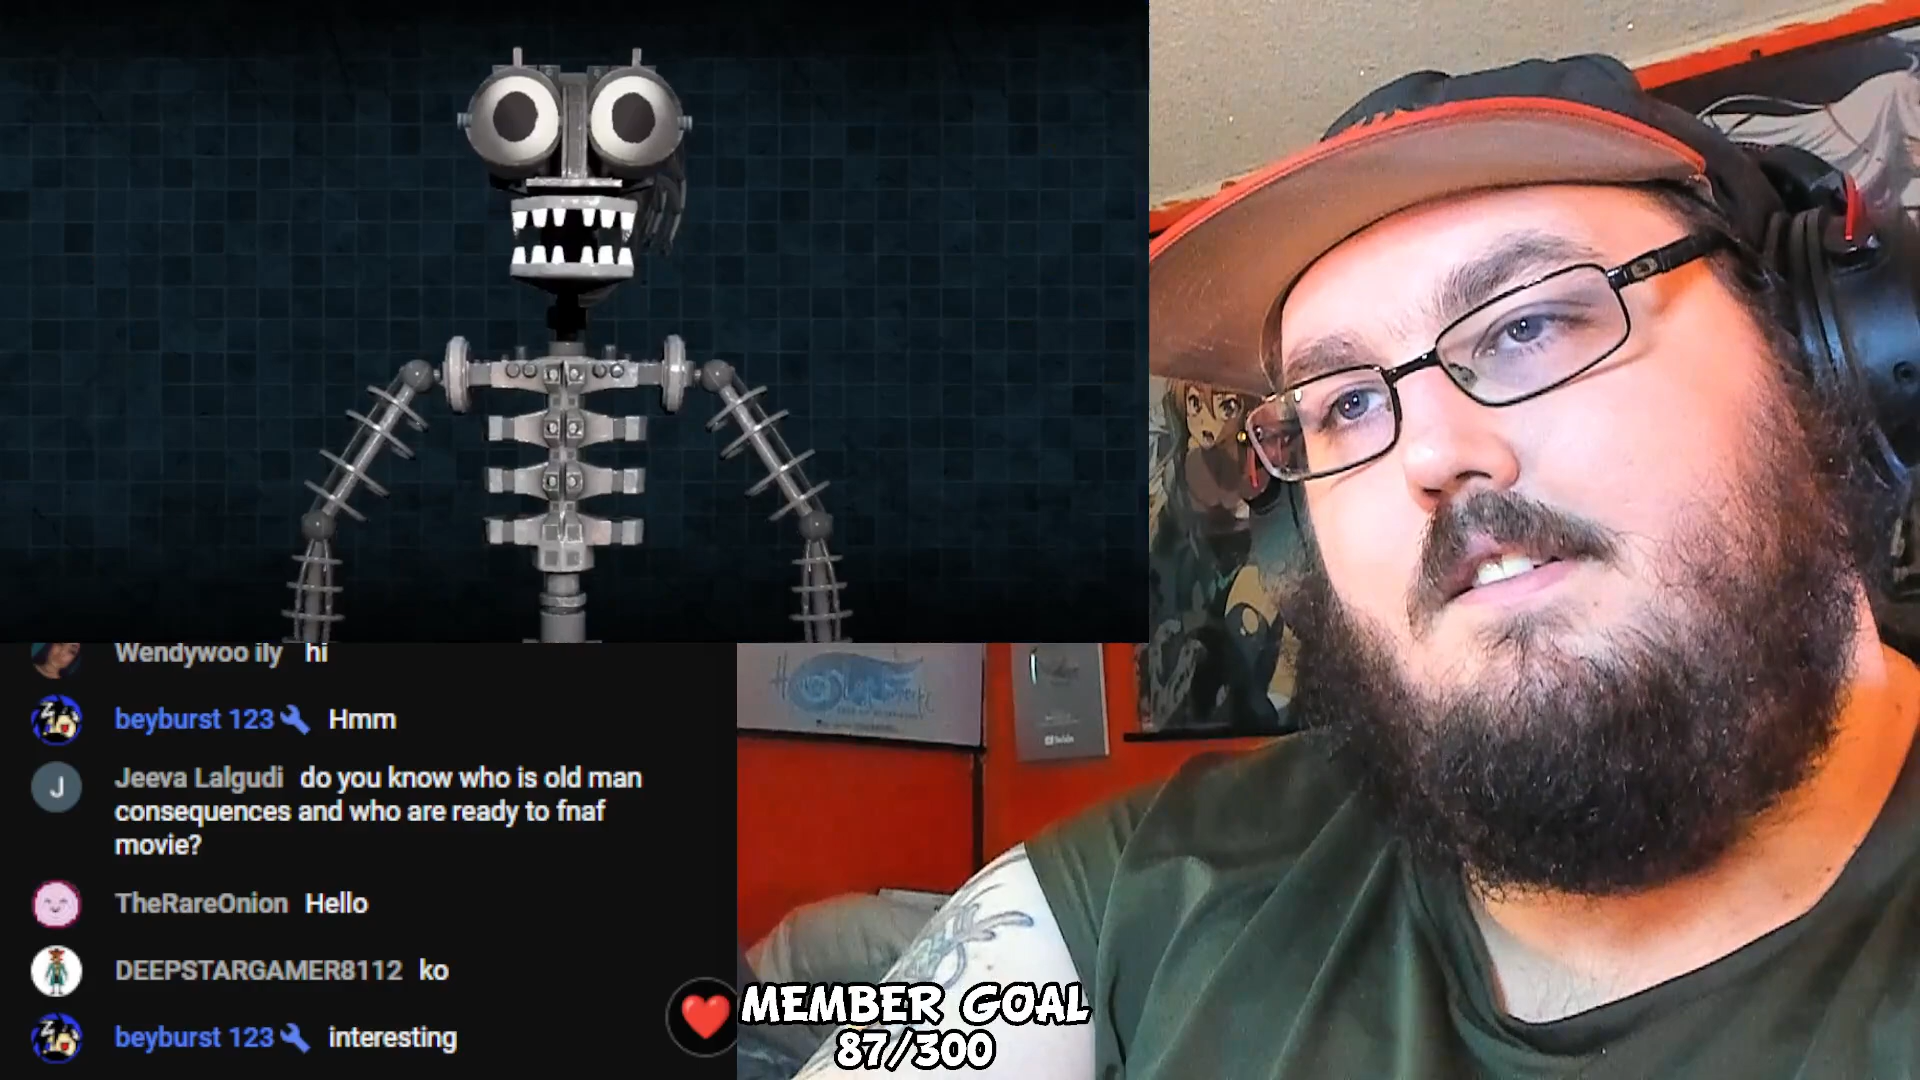 Wendywoo ily hi
beyburst 123 Hmm
Jeeva Lalgudi do you know who is old man
consequences and who are ready to fnaf
movie?
J
TheRareOnion Hello
DEEPSTARGAMER8112 ko
beyburst 123 interesting
MEMBER GOAL
87/300